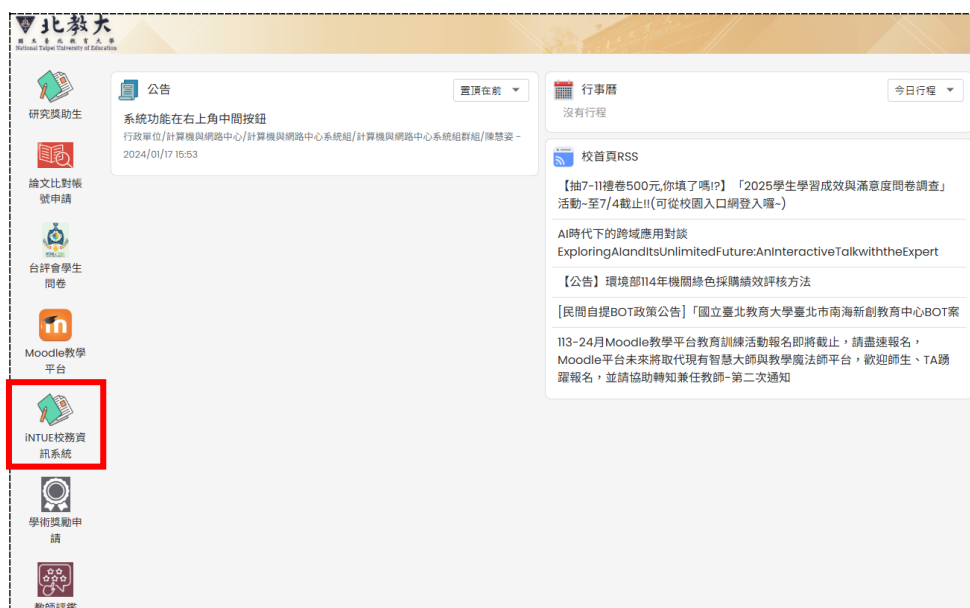 北教大
國立臺北教育大學
National Taipei University of Education
研究獎助生
論文比對帳
號申請
台評會學生
問卷
Moodle教學
平台
iNTUE校務資
訊系統
學術獎勵申
請
教師評鑑
公告
置頂在前
系統功能在右上角中間按鈕
行政單位/計算機與網路中心/計算機與網路中心系統組/計算機與網路中心系統組群組/陳慧姿 -
2024/01/17 15:53
行事曆
今日行程
沒有行程
校首頁RSS
【抽7-11禮卷500元,你填了嗎!?】「2025學生學習成效與滿意度問卷調查」
活動~至7/4截止!!(可從校園入口網登入囉~)
AI時代下的跨域應用對談
ExploringAIandItsUnlimitedFuture:AnInteractiveTalkwiththeExpert
【公告】環境部114年機關綠色採購績效評核方法
[民間自提BOT政策公告]「國立臺北教育大學臺北市南海新創教育中心BOT案
113-24月Moodle教學平台教育訓練活動報名即將截止，請盡速報名，
Moodle平台未來將取代現有智慧大師與教學魔法師平台，歡迎師生、TA踴
躍報名，並請協助轉知兼任教師-第二次通知